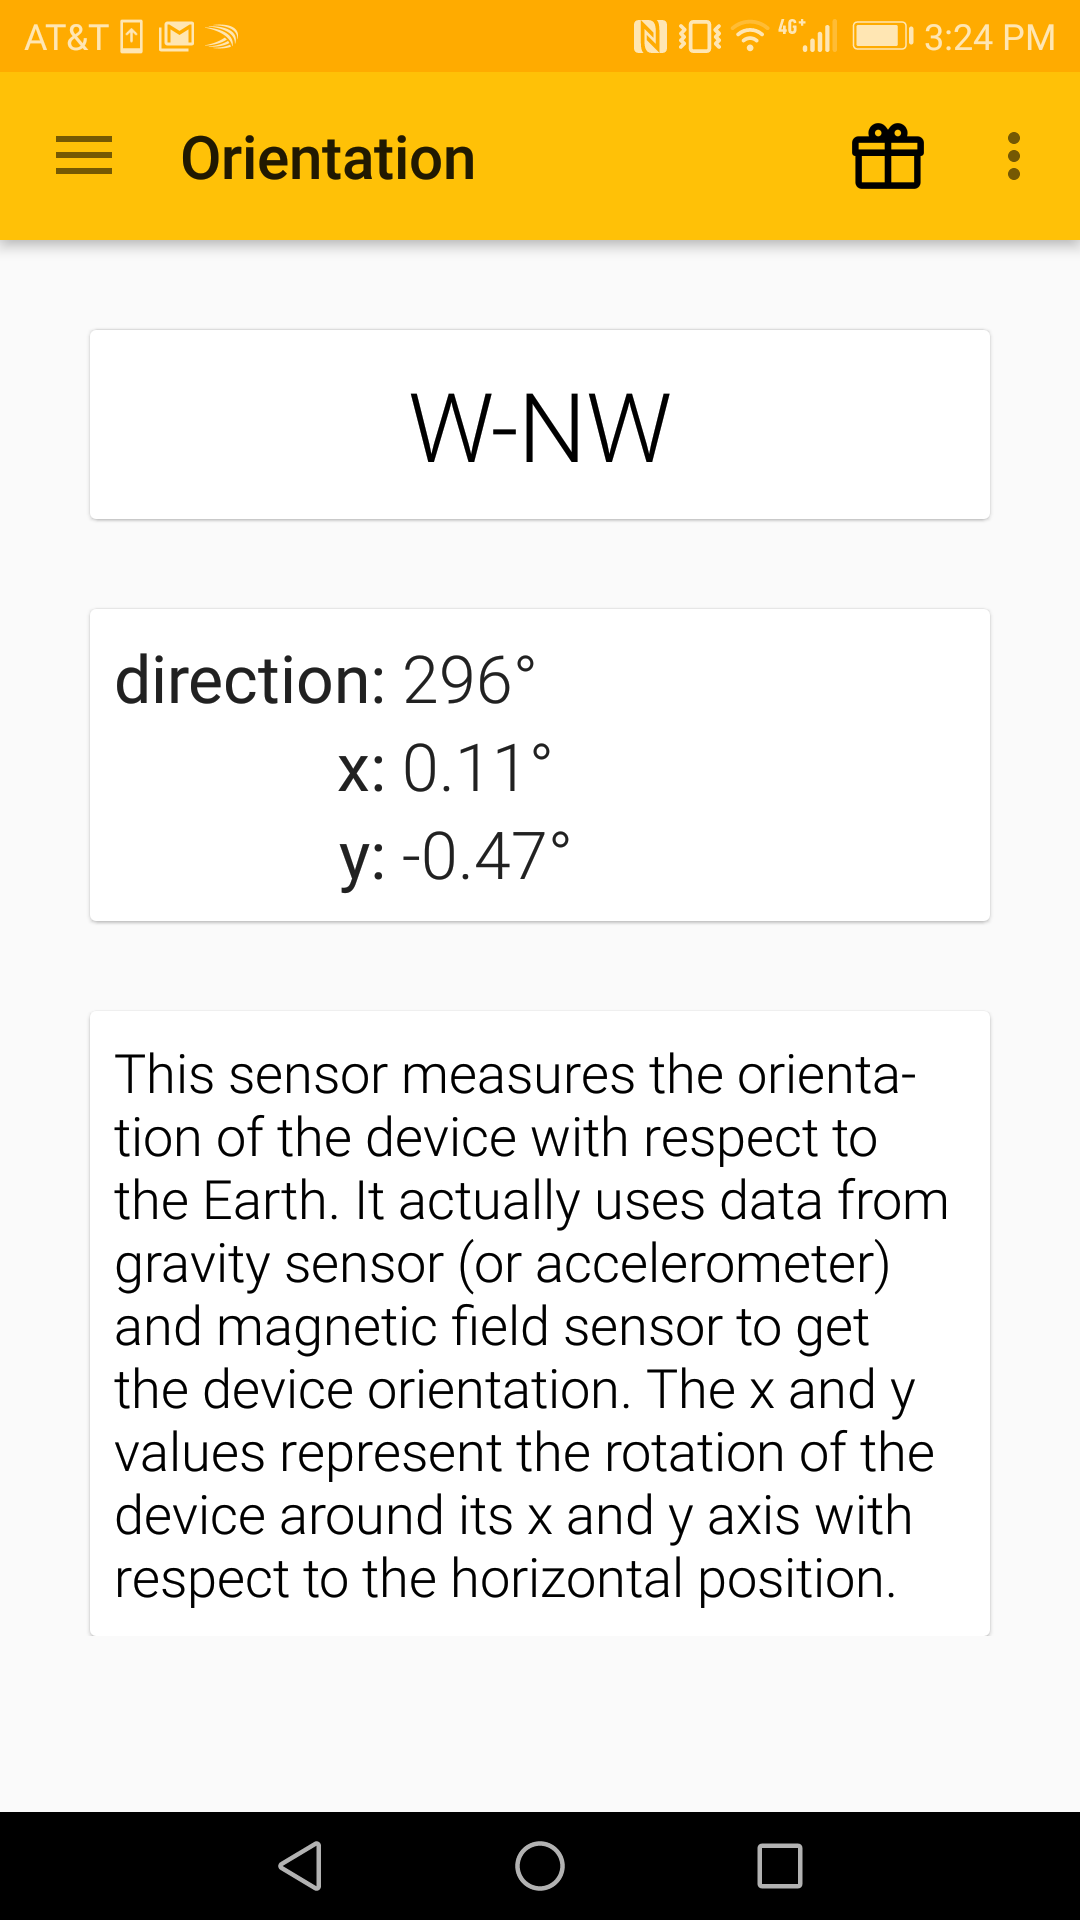 AT&T 4G+ 3:24 PM
Orientation
W-NW
direction: 296°
x: 0.11°
y: -0.47°
This sensor measures the orienta-
tion of the device with respect to
the Earth. It actually uses data from
gravity sensor (or accelerometer)
and magnetic field sensor to get
the device orientation. The x and y
values represent the rotation of the
device around its x and y axis with
respect to the horizontal position.